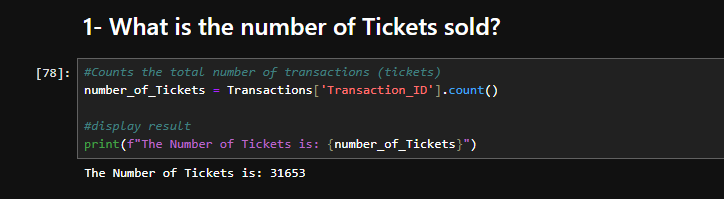 1- What is the number of Tickets sold?
[78]: #Counts the total number of transactions (tickets)
number_of_Tickets = Transactions['Transaction_ID'].count()
#display result
print(f"The Number of Tickets is: {number_of_Tickets}")
The Number of Tickets is: 31653